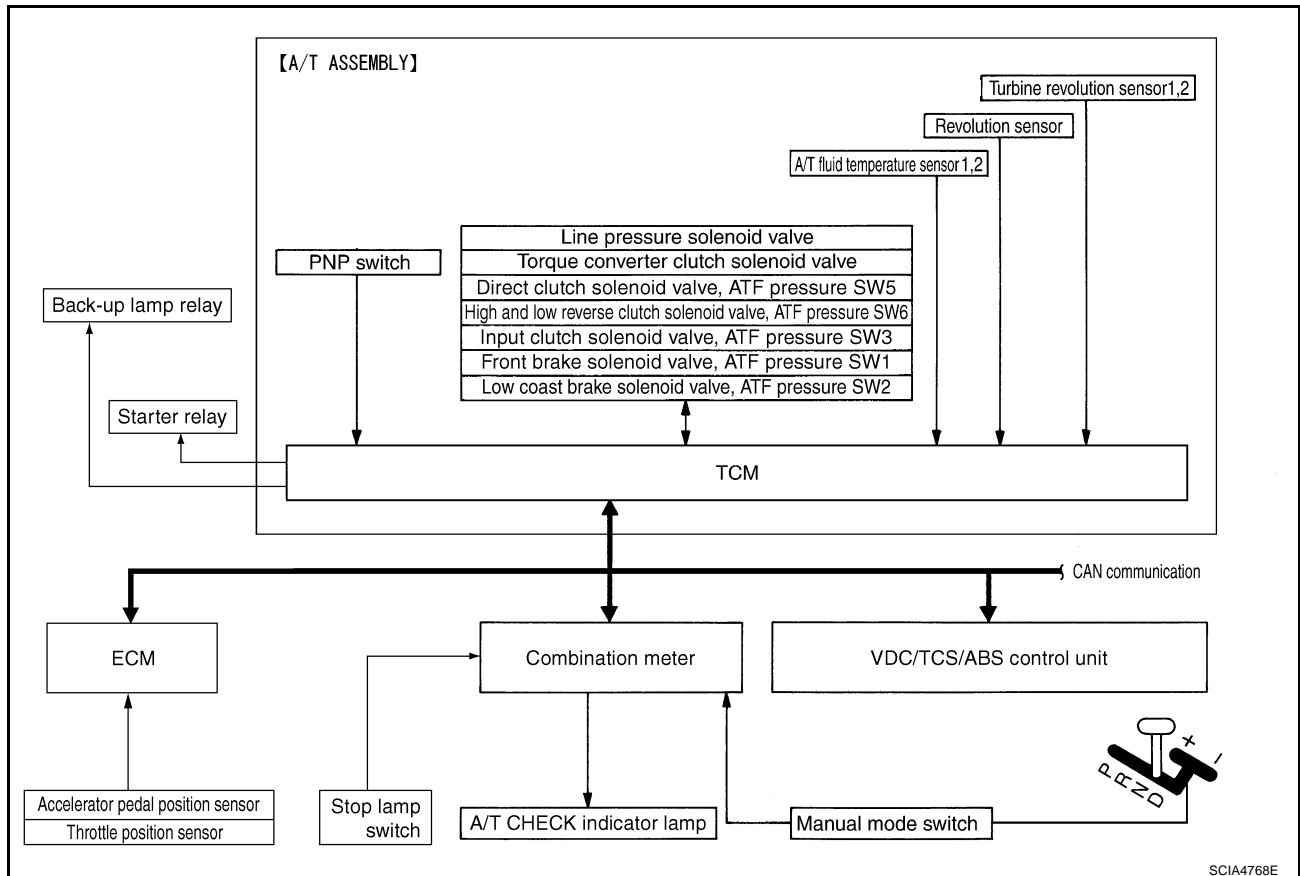 【A/T ASSEMBLY】
Turbine revolution sensor1,2
Revolution sensor
A/T fluid temperature sensor1,2
Line pressure solenoid valve
PNP switch
Torque converter clutch solenoid valve
Direct clutch solenoid valve, ATF pressure SW5
Back-up lamp relay
High and low reverse clutch solenoid valve, ATF pressure SW6
Input clutch solenoid valve, ATF pressure SW3
Front brake solenoid valve, ATF pressure SW1
Low coast brake solenoid valve, ATF pressure SW2
Starter relay
TCM
CAN communication
ECM
Combination meter
VDC/TCS/ABS control unit
+ −
P R N D
Accelerator pedal position sensor
Throttle position sensor
Stop lamp
switch
A/T CHECK indicator lamp
Manual mode switch
SCIA4768E